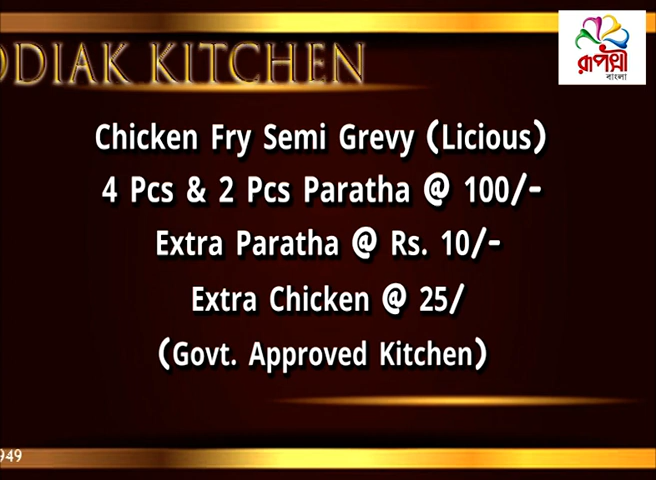 ODIAK KITCHEN
রূপসী
বাংলা
Chicken Fry Semi Grevy (Licious)
4 Pcs & 2 Pcs Paratha @ 100/-
Extra Paratha @ Rs. 10/-
Extra Chicken @ 25/
(Govt. Approved Kitchen)
949